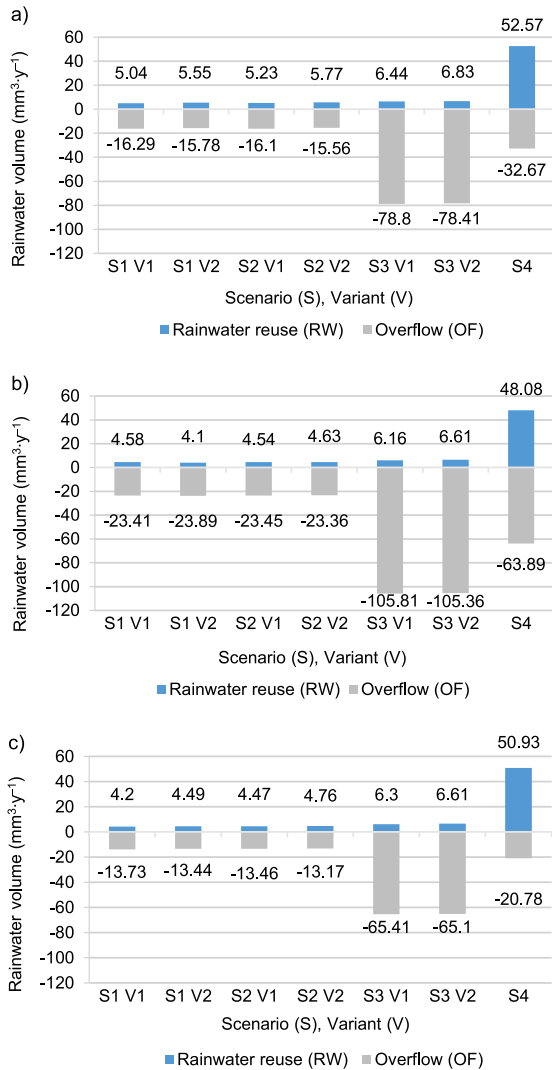 a)
52.57
60
40
20
0
-20
-40
-60
-80
-100
-120
Rainwater volume (mm³·y⁻¹)
5.04 5.55 5.23 5.77 6.44 6.83
-16.29 -15.78 -16.1 -15.56
-32.67
-78.8 -78.41
S1 V1 S1 V2 S2 V1 S2 V2 S3 V1 S3 V2 S4
Scenario (S), Variant (V)
Rainwater reuse (RW) Overflow (OF)
b)
60
40
20
0
-20
-40
-60
-80
-100
-120
Rainwater volume (mm³·y⁻¹)
48.08
4.58 4.1 4.54 4.63 6.16 6.61
-23.41 -23.89 -23.45 -23.36
-63.89
-105.81 -105.36
S1 V1 S1 V2 S2 V1 S2 V2 S3 V1 S3 V2 S4
Scenario (S), Variant (V)
Rainwater reuse (RW) Overflow (OF)
c)
60
40
20
0
-20
-40
-60
-80
-100
-120
Rainwater volume (mm³·y⁻¹)
50.93
4.2 4.49 4.47 4.76 6.3 6.61
-13.73 -13.44 -13.46 -13.17
-20.78
-65.41 -65.1
S1 V1 S1 V2 S2 V1 S2 V2 S3 V1 S3 V2 S4
Scenario (S), Variant (V)
Rainwater reuse (RW) Overflow (OF)